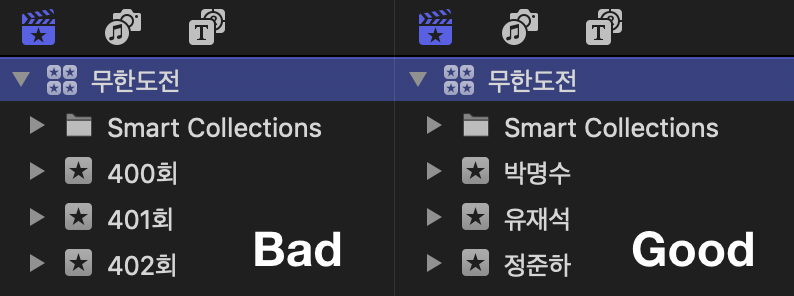 무한도전
Smart Collections
400회
401회
402회
Bad
무한도전
Smart Collections
박명수
유재석
정준하
Good